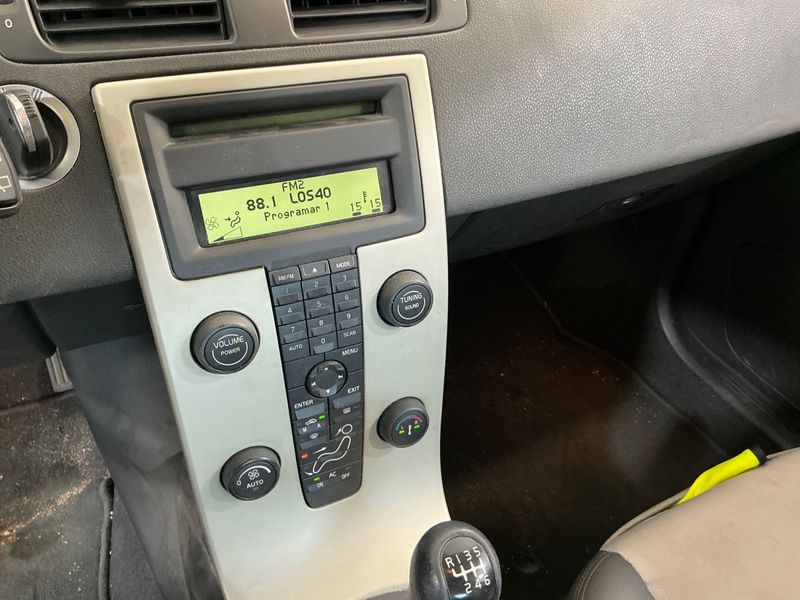 0
FM2
88.1 LOS40
Programar 1
15 15
AM/FM
MODE
1 2 3
4 5 6
7 8 9
AUTO 0 SCAN
MENU
TUNING
SOUND
VOLUME
POWER
ENTER
EXIT
M A
0
AUTO
AC
ON OFF
R 1 3 5
2 4 6